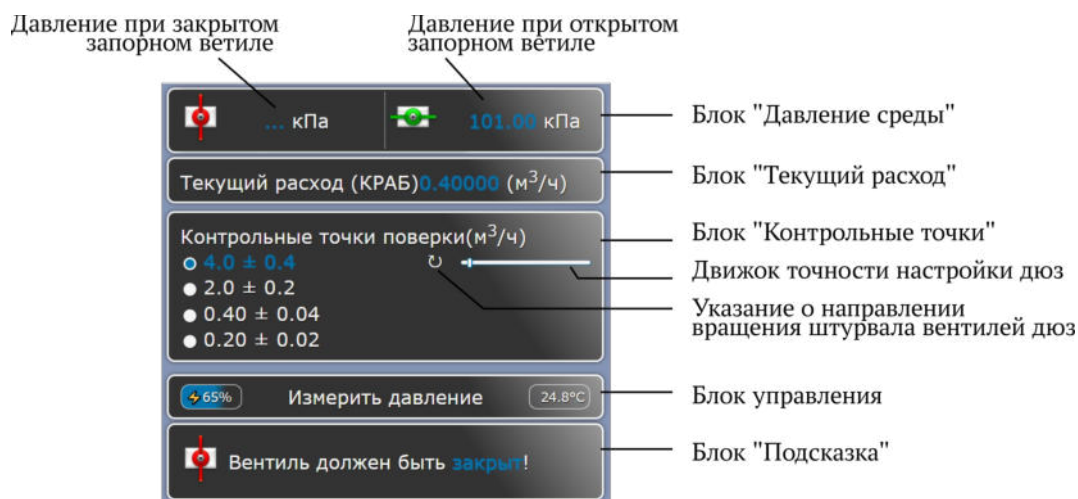 Давление при закрытом
запорном ветиле
Давление при открытом
запорном ветиле
... кПа
101.00 кПа
Блок "Давление среды"
Текущий расход (КРАБ)0.40000 (м³/ч)
Блок "Текущий расход"
Контрольные точки поверки(м³/ч)
Блок "Контрольные точки"
4.0 ± 0.4
Движок точности настройки дюз
2.0 ± 0.2
0.40 ± 0.04
0.20 ± 0.02
Указание о направлении
вращения штурвала вентилей дюз
65%
Измерить давление
24.8°C
Блок управления
Вентиль должен быть закрыт!
Блок "Подсказка"